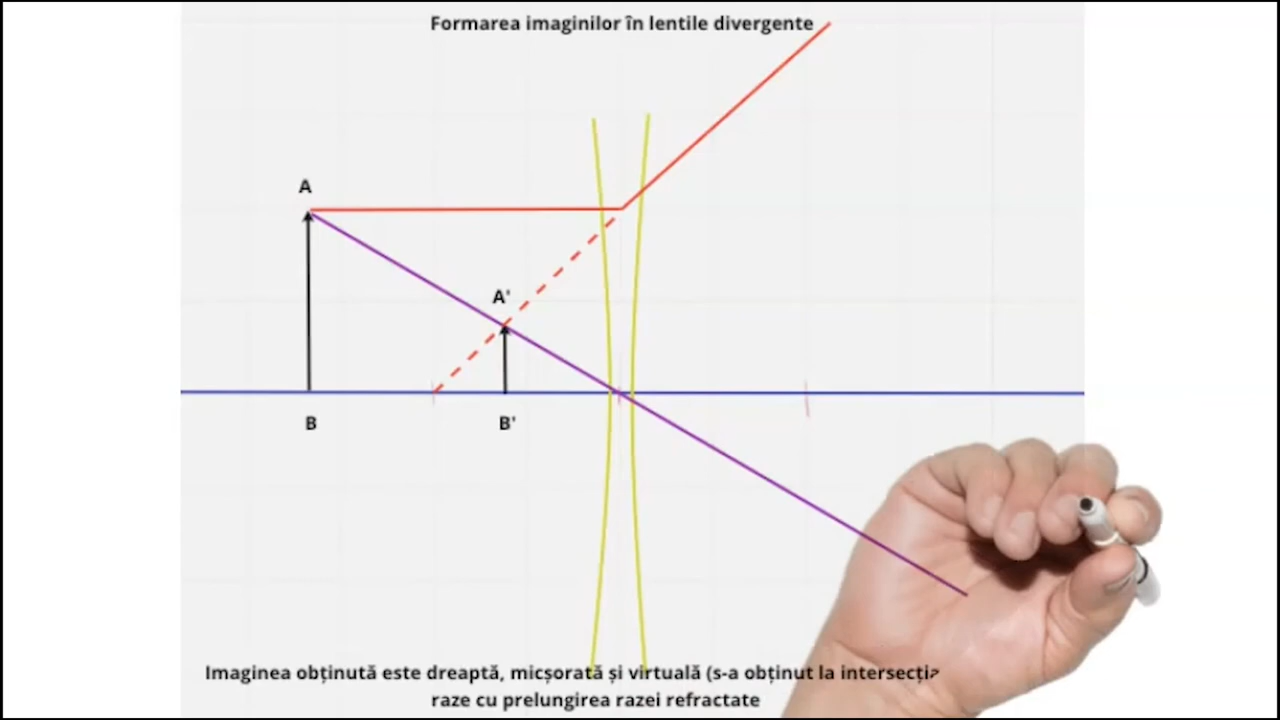 Formarea imaginilor în lentile divergente
A
A'
B
B'
Imaginea obținută este dreaptă, micșorată și virtuală (s-a obținut la intersecția
raze cu prelungirea razei refractate